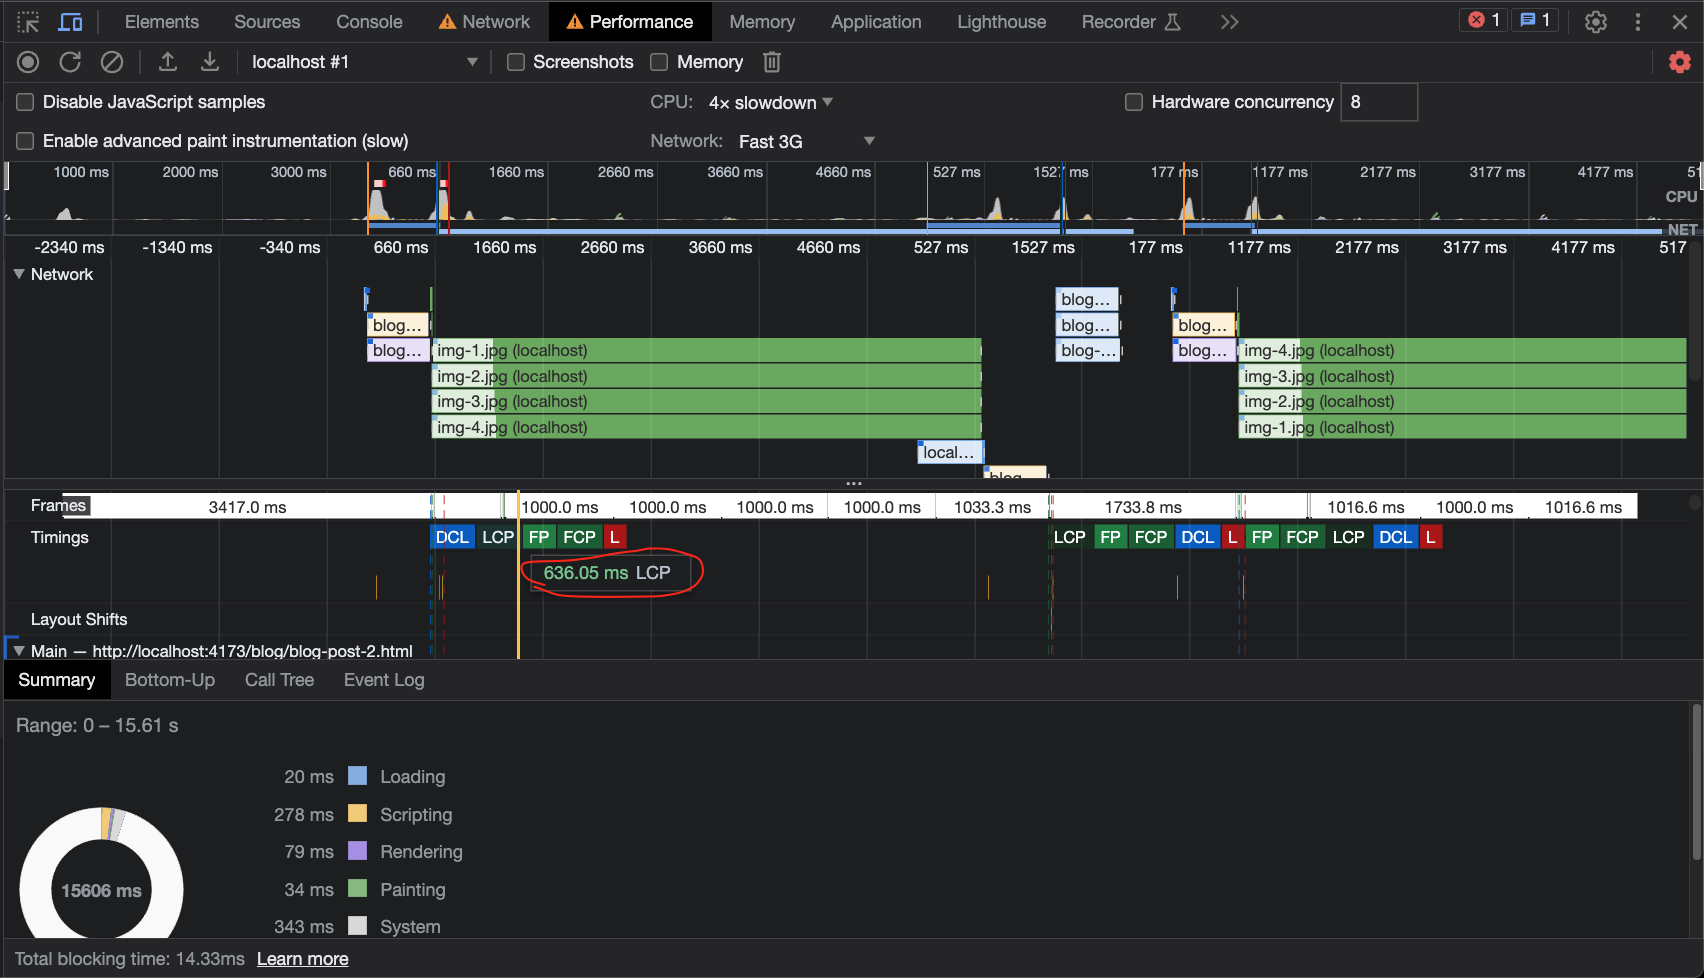 Elements Sources Console Network Performance Memory Application Lighthouse Recorder 1 1
localhost #1 Screenshots Memory
Disable JavaScript samples CPU: 4× slowdown Hardware concurrency 8
Enable advanced paint instrumentation (slow) Network: Fast 3G
1000 ms 2000 ms 3000 ms 660 ms 1660 ms 2660 ms 3660 ms 4660 ms 527 ms 1527 ms 177 ms 1177 ms 2177 ms 3177 ms 4177 ms 51
CPU
NET
-2340 ms -1340 ms -340 ms 660 ms 1660 ms 2660 ms 3660 ms 4660 ms 527 ms 1527 ms 177 ms 1177 ms 2177 ms 3177 ms 4177 ms 517
Network
blog...
blog... blog... blog...
blog... img-1.jpg (localhost) blog-... blog... img-4.jpg (localhost)
img-2.jpg (localhost) img-3.jpg (localhost)
img-3.jpg (localhost) img-2.jpg (localhost)
img-4.jpg (localhost) img-1.jpg (localhost)
local...
...
Frames 3417.0 ms 1000.0 ms 1000.0 ms 1000.0 ms 1000.0 ms 1033.3 ms 1733.8 ms 1016.6 ms 1000.0 ms 1016.6 ms
Timings DCL LCP FP FCP L LCP FP FCP DCL L FP FCP LCP DCL L
636.05 ms LCP
Layout Shifts
Main — http://localhost:4173/blog/blog-post-2.html
Summary Bottom-Up Call Tree Event Log
Range: 0 – 15.61 s
20 ms Loading
278 ms Scripting
79 ms Rendering
34 ms Painting
343 ms System
15606 ms
Total blocking time: 14.33ms Learn more